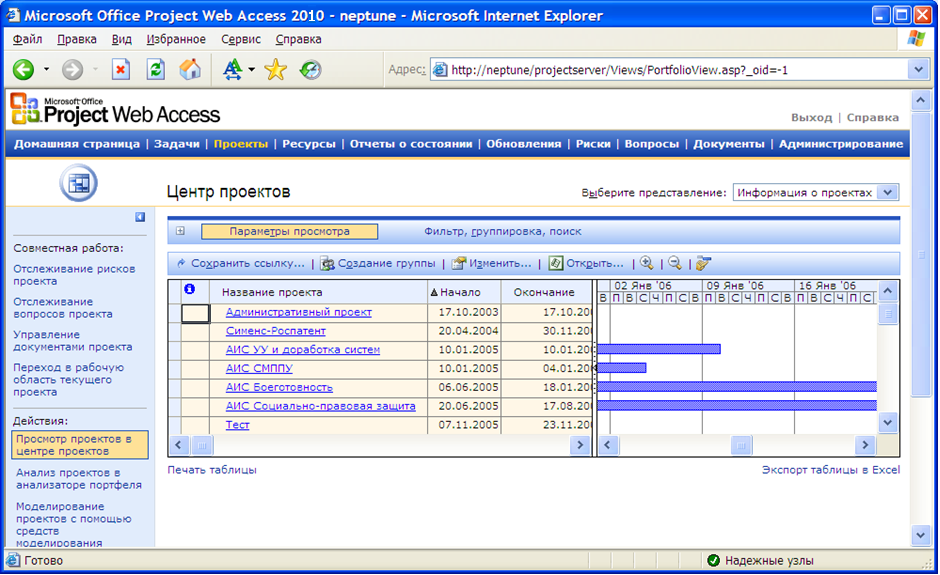 Microsoft Office Project Web Access 2010 - neptune - Microsoft Internet Explorer
Файл Правка Вид Избранное Сервис Справка
Адрес: http://neptune/projectserver/Views/PortfolioView.asp?_oid=-1
Microsoft Office
Project Web Access
Выход | Справка
Домашняя страница | Задачи | Проекты | Ресурсы | Отчеты о состоянии | Обновления | Риски | Вопросы | Документы | Администрирование
Центр проектов
Выберите представление: Информация о проектах
Параметры просмотра Фильтр, группировка, поиск
Сохранить ссылку... | Создание группы | Изменить... | Открыть... | | |
Совместная работа:
Отслеживание рисков
проекта
Отслеживание
вопросов проекта
Управление
документами проекта
Переход в рабочую
область текущего
проекта
Действия:
Просмотр проектов в
центре проектов
Анализ проектов в
анализаторе портфеля
Моделирование
проектов с помощью
средств
моделирования
Название проекта Начало Окончание
02 Янв '06 09 Янв '06 16 Янв '06
В П В С Ч П С В П В С Ч П С В П В С Ч П С
Административный проект 17.10.2003 17.10.20
Сименс-Роспатент 20.04.2004 30.11.20
АИС УУ и доработка систем 10.01.2005 10.01.20
АИС СМППУ 10.01.2005 04.01.20
АИС Боеготовность 06.06.2005 18.01.20
АИС Социально-правовая защита 20.06.2005 17.08.20
Тест 07.11.2005 23.11.20
Печать таблицы Экспорт таблицы в Excel
Готово Надежные узлы